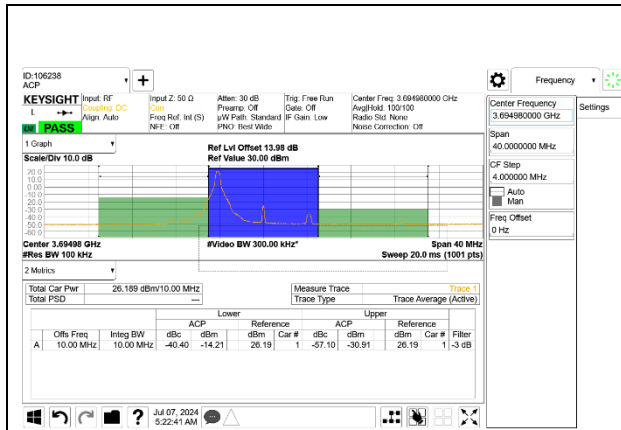 ID:106238
ACP
+
Frequency
KEYSIGHT
Input: RF
Input Z: 50 Ω
Atten: 30 dB
Trig: Free Run
Center Freq: 3.694980000 GHz
L
Coupling: DC
Corr
Preamp: Off
Gate: Off
Avg|Hold: 100/100
Align: Auto
Freq Ref: Int (S)
µW Path: Standard
IF Gain: Low
Radio Std: None
PASS
NFE: Off
PNO: Best Wide
Noise Correction: Off
Center Frequency
3.694980000 GHz
Settings
Span
40.0000000 MHz
CF Step
4.000000 MHz
Auto
Man
Freq Offset
0 Hz
1 Graph
Ref Lvl Offset 13.98 dB
Scale/Div 10.0 dB
Ref Value 30.00 dBm
20.0
10.0
0.00
-10.0
-20.0
-30.0
-40.0
-50.0
-60.0
Center 3.69498 GHz
#Video BW 300.00 kHz*
Span 40 MHz
#Res BW 100 kHz
Sweep 20.0 ms (1001 pts)
2 Metrics
Total Car Pwr 26.189 dBm/10.00 MHz
Measure Trace Trace 1
Total PSD ---
Trace Type Trace Average (Active)
Lower Upper
ACP Reference ACP Reference
Offs Freq Integ BW dBc dBm dBm Car # dBc dBm dBm Car # Filter
A 10.00 MHz 10.00 MHz -40.40 -14.21 26.19 1 -57.10 -30.91 26.19 1 -3 dB
?
Jul 07, 2024
5:22:41 AM